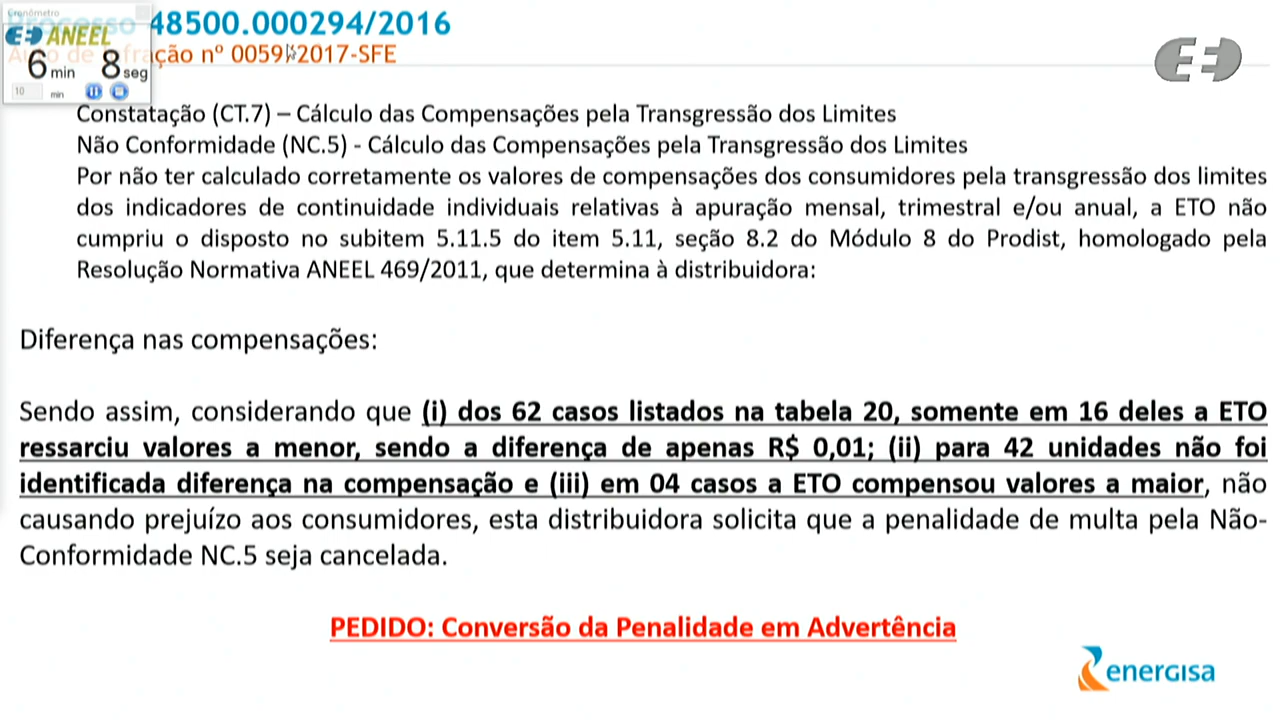 Cronômetro
Processo 48500.000294/2016
ANEEL
Auto de Infração nº 0059/2017-SFE
6 min 8 seg
10 min
Constatação (CT.7) – Cálculo das Compensações pela Transgressão dos Limites
Não Conformidade (NC.5) - Cálculo das Compensações pela Transgressão dos Limites
Por não ter calculado corretamente os valores de compensações dos consumidores pela transgressão dos limites
dos indicadores de continuidade individuais relativas à apuração mensal, trimestral e/ou anual, a ETO não
cumpriu o disposto no subitem 5.11.5 do item 5.11, seção 8.2 do Módulo 8 do Prodist, homologado pela
Resolução Normativa ANEEL 469/2011, que determina à distribuidora:
Diferença nas compensações:
Sendo assim, considerando que (i) dos 62 casos listados na tabela 20, somente em 16 deles a ETO
ressarciu valores a menor, sendo a diferença de apenas R$ 0,01; (ii) para 42 unidades não foi
identificada diferença na compensação e (iii) em 04 casos a ETO compensou valores a maior, não
causando prejuízo aos consumidores, esta distribuidora solicita que a penalidade de multa pela Não-
Conformidade NC.5 seja cancelada.
PEDIDO: Conversão da Penalidade em Advertência
energisa